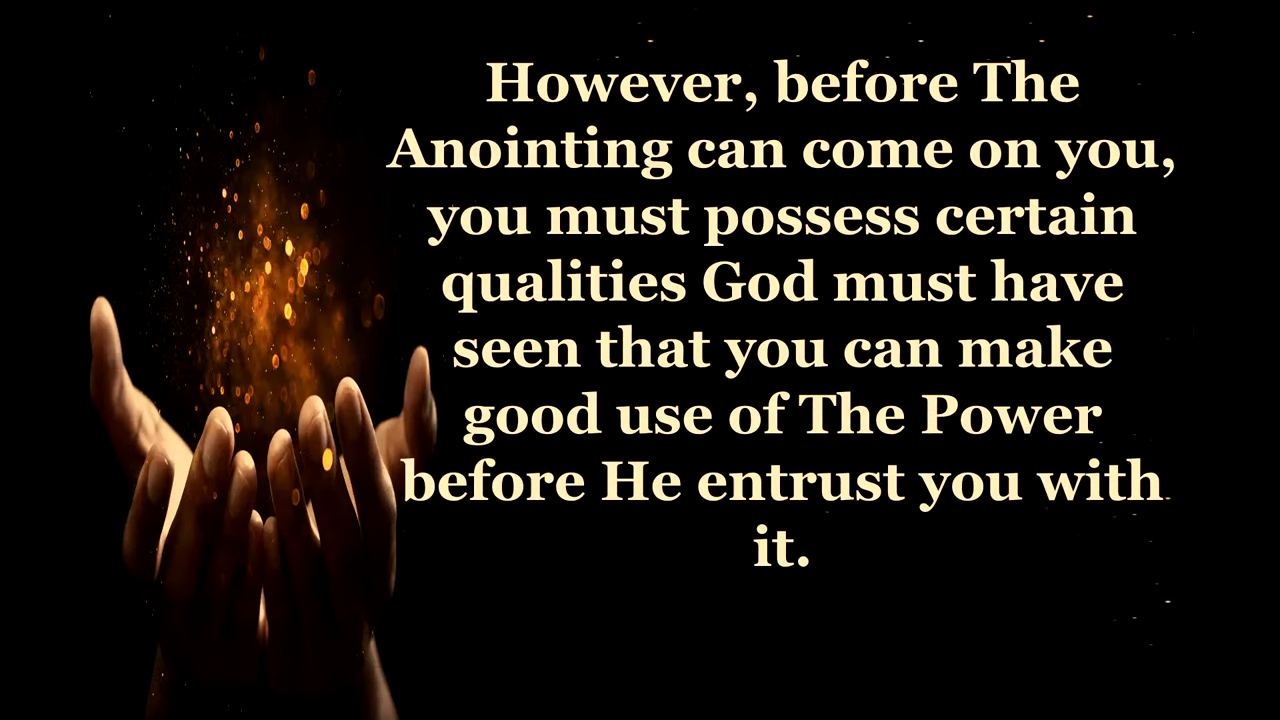 However, before The
Anointing can come on you,
you must possess certain
qualities God must have
seen that you can make
good use of The Power
before He entrust you with
it.